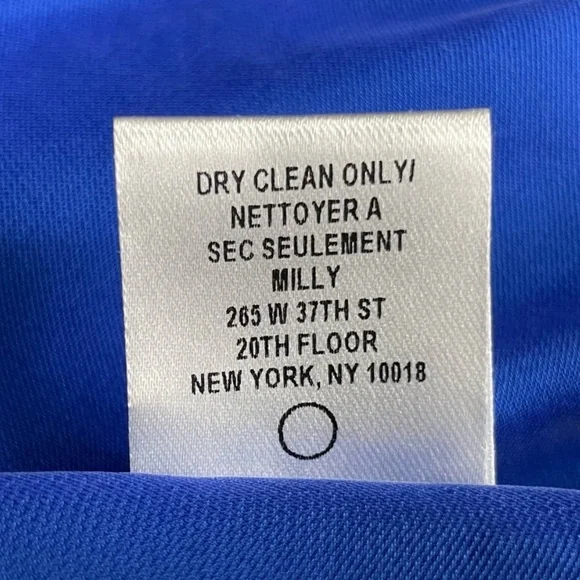 DRY CLEAN ONLY/
NETTOYER A
SEC SEULEMENT
MILLY
265 W 37TH ST
20TH FLOOR
NEW YORK, NY 10018